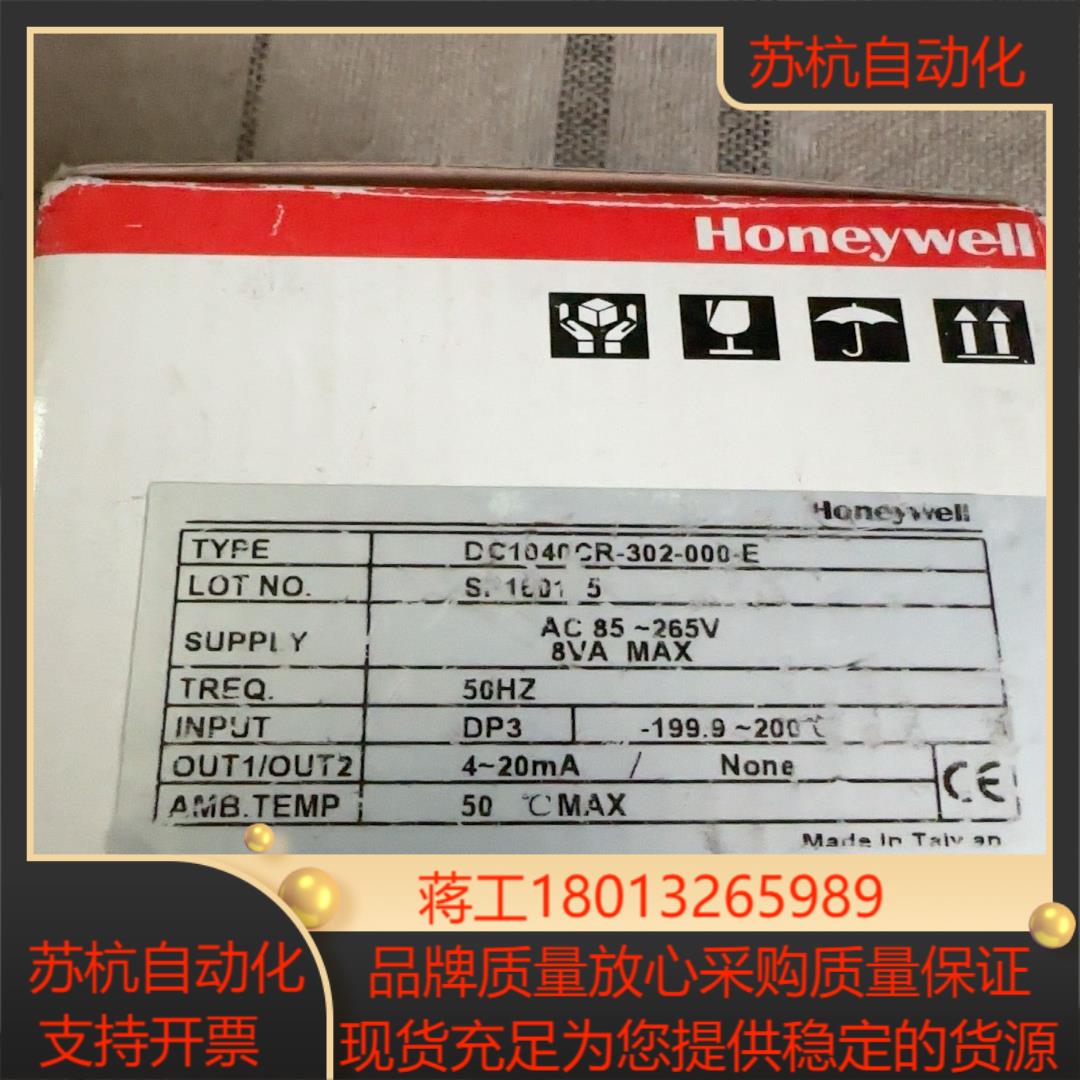 苏杭自动化
Honeywell
Honeywell
TYPE DC1040CR-302-000-E
LOT NO.
SUPPLY AC 85 ~265V
8VA MAX
TREQ. 50HZ
INPUT DP3 -199.9 ~200℃
OUT1/OUT2 4~20mA / None
AMB.TEMP 50 ℃ MAX
CE
Made In Taiwan
蒋工18013265989
苏杭自动化
支持开票
品牌质量放心采购质量保证
现货充足为您提供稳定的货源